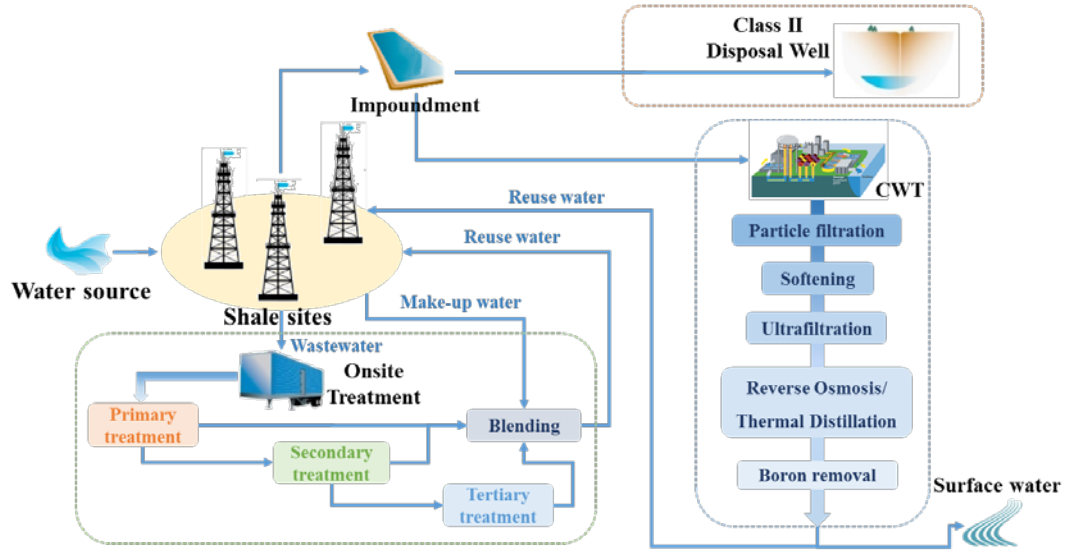 Class II
Disposal Well
Impoundment
CWT
Reuse water
Particle filtration
Reuse water
Softening
Water source
Make-up water
Shale sites
Ultrafiltration
Wastewater
Onsite
Treatment
Reverse Osmosis/
Thermal Distillation
Primary
treatment
Blending
Secondary
treatment
Boron removal
Tertiary
treatment
Surface water